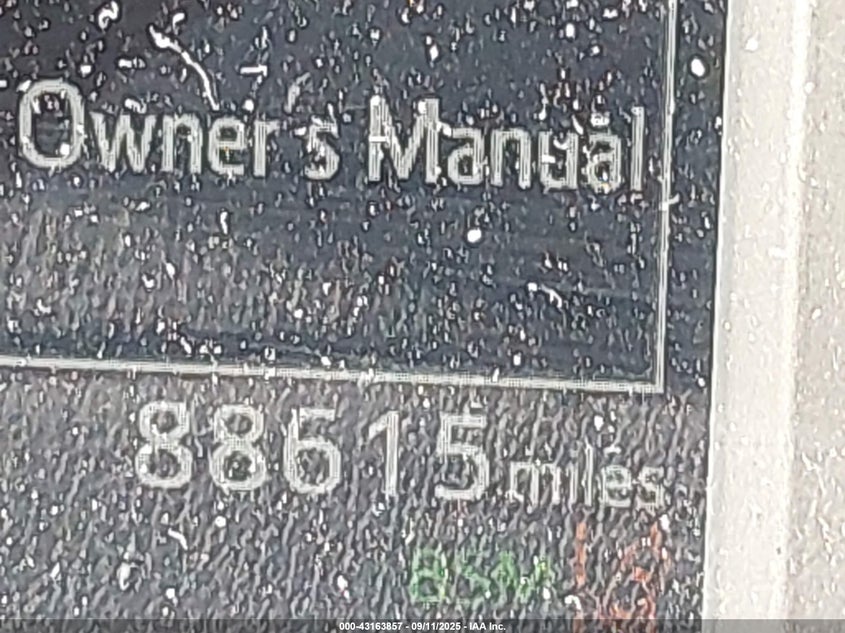 Owner's Manual
88615 miles
BSM
000-43163857 - 09/11/2025 - IAA Inc.